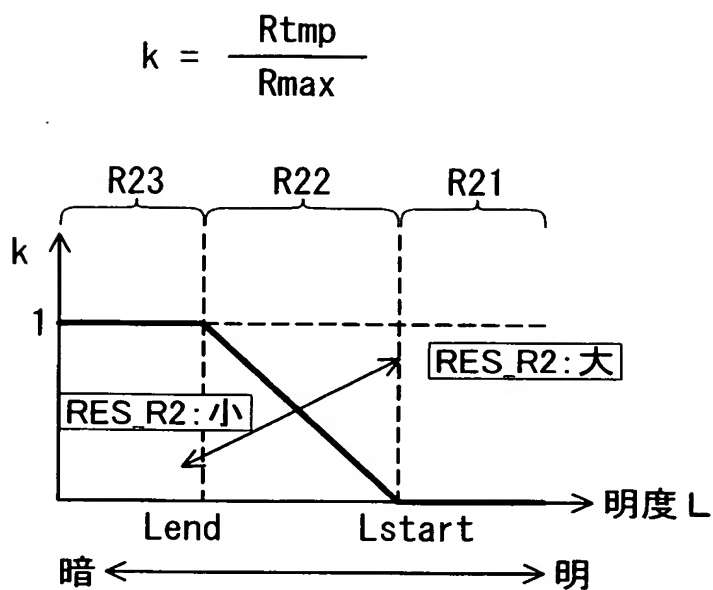 k = Rtmp / Rmax
R23 R22 R21
k
1
RES_R2:大
RES_R2:小
明度L
Lend Lstart
暗 明